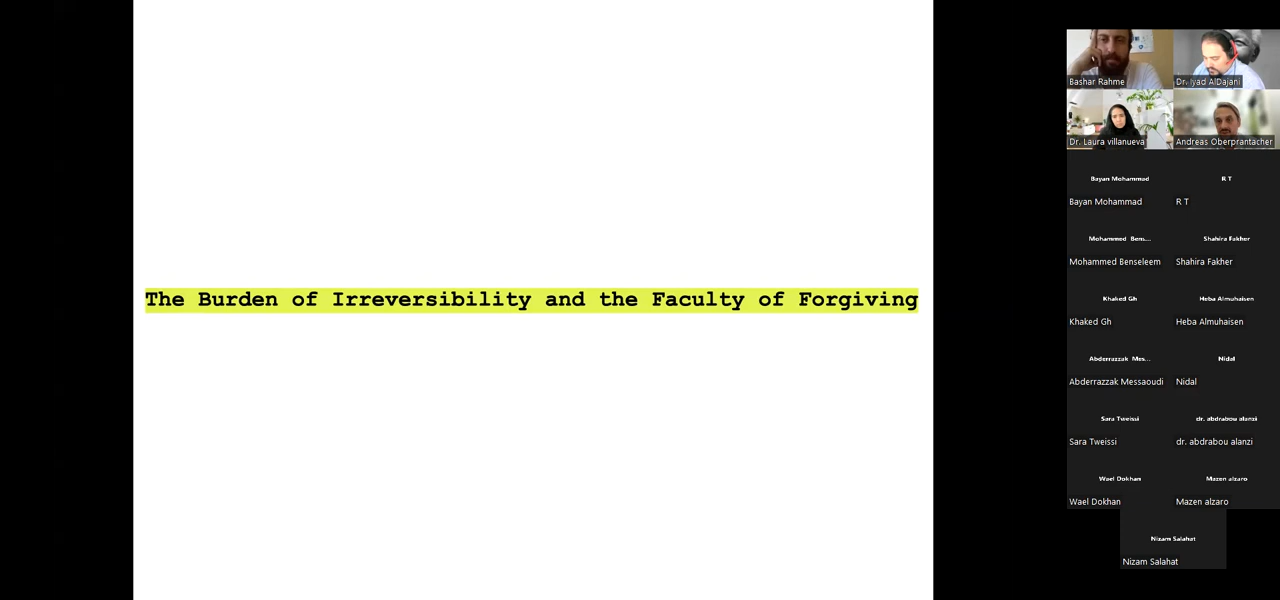 The Burden of Irreversibility and the Faculty of Forgiving
Bashar Rahme
Dr. Iyad AlDajani
Dr. Laura villanueva
Andreas Oberprantacher
Bayan Mohammad
R T
Bayan Mohammad
R T
Mohammed Bens...
Shahira Fakher
Mohammed Benseleem
Shahira Fakher
Khaked Gh
Heba Almuhaisen
Khaked Gh
Heba Almuhaisen
Abderrazzak Mes...
Nidal
Abderrazzak Messaoudi
Nidal
Sara Tweissi
dr. abdrabou alanzi
Sara Tweissi
dr. abdrabou alanzi
Wael Dokhan
Mazen alzaro
Wael Dokhan
Mazen alzaro
Nizam Salahat
Nizam Salahat